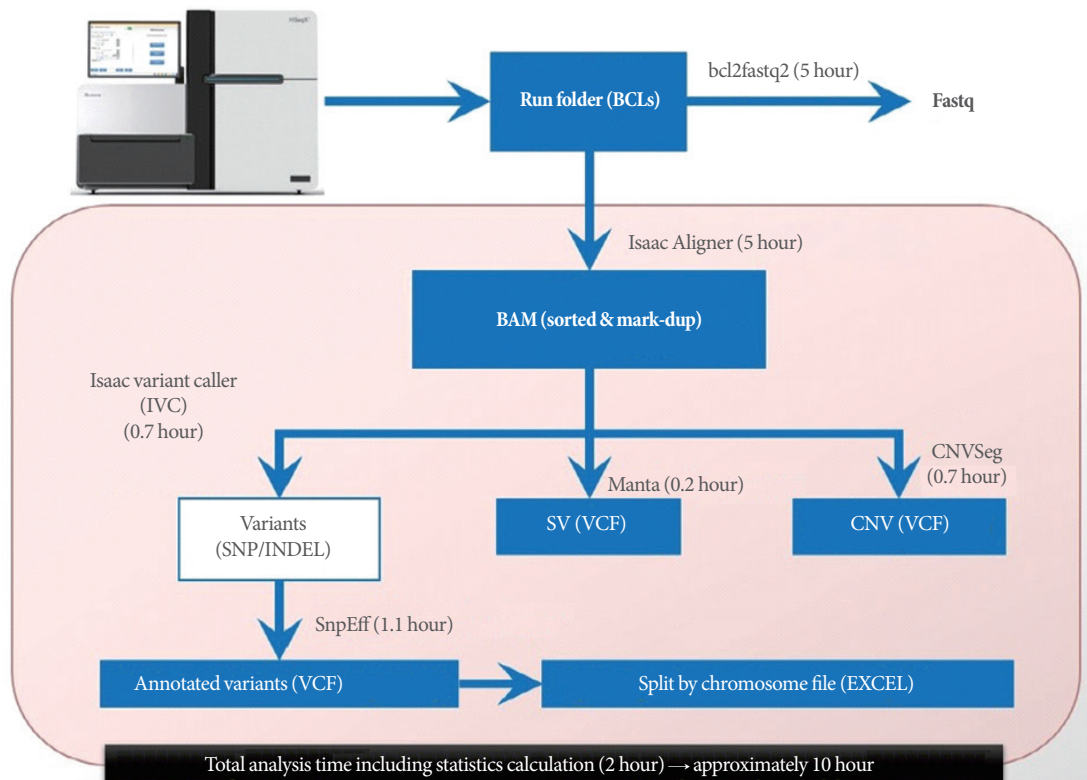 HiSeqX
bcl2fastq2 (5 hour)
Run folder (BCLs)
Fastq
Isaac Aligner (5 hour)
BAM (sorted & mark-dup)
Isaac variant caller
(IVC)
(0.7 hour)
CNVSeg
(0.7 hour)
Manta (0.2 hour)
Variants
(SNP/INDEL)
SV (VCF)
CNV (VCF)
SnpEff (1.1 hour)
Annotated variants (VCF)
Split by chromosome file (EXCEL)
Total analysis time including statistics calculation (2 hour) → approximately 10 hour